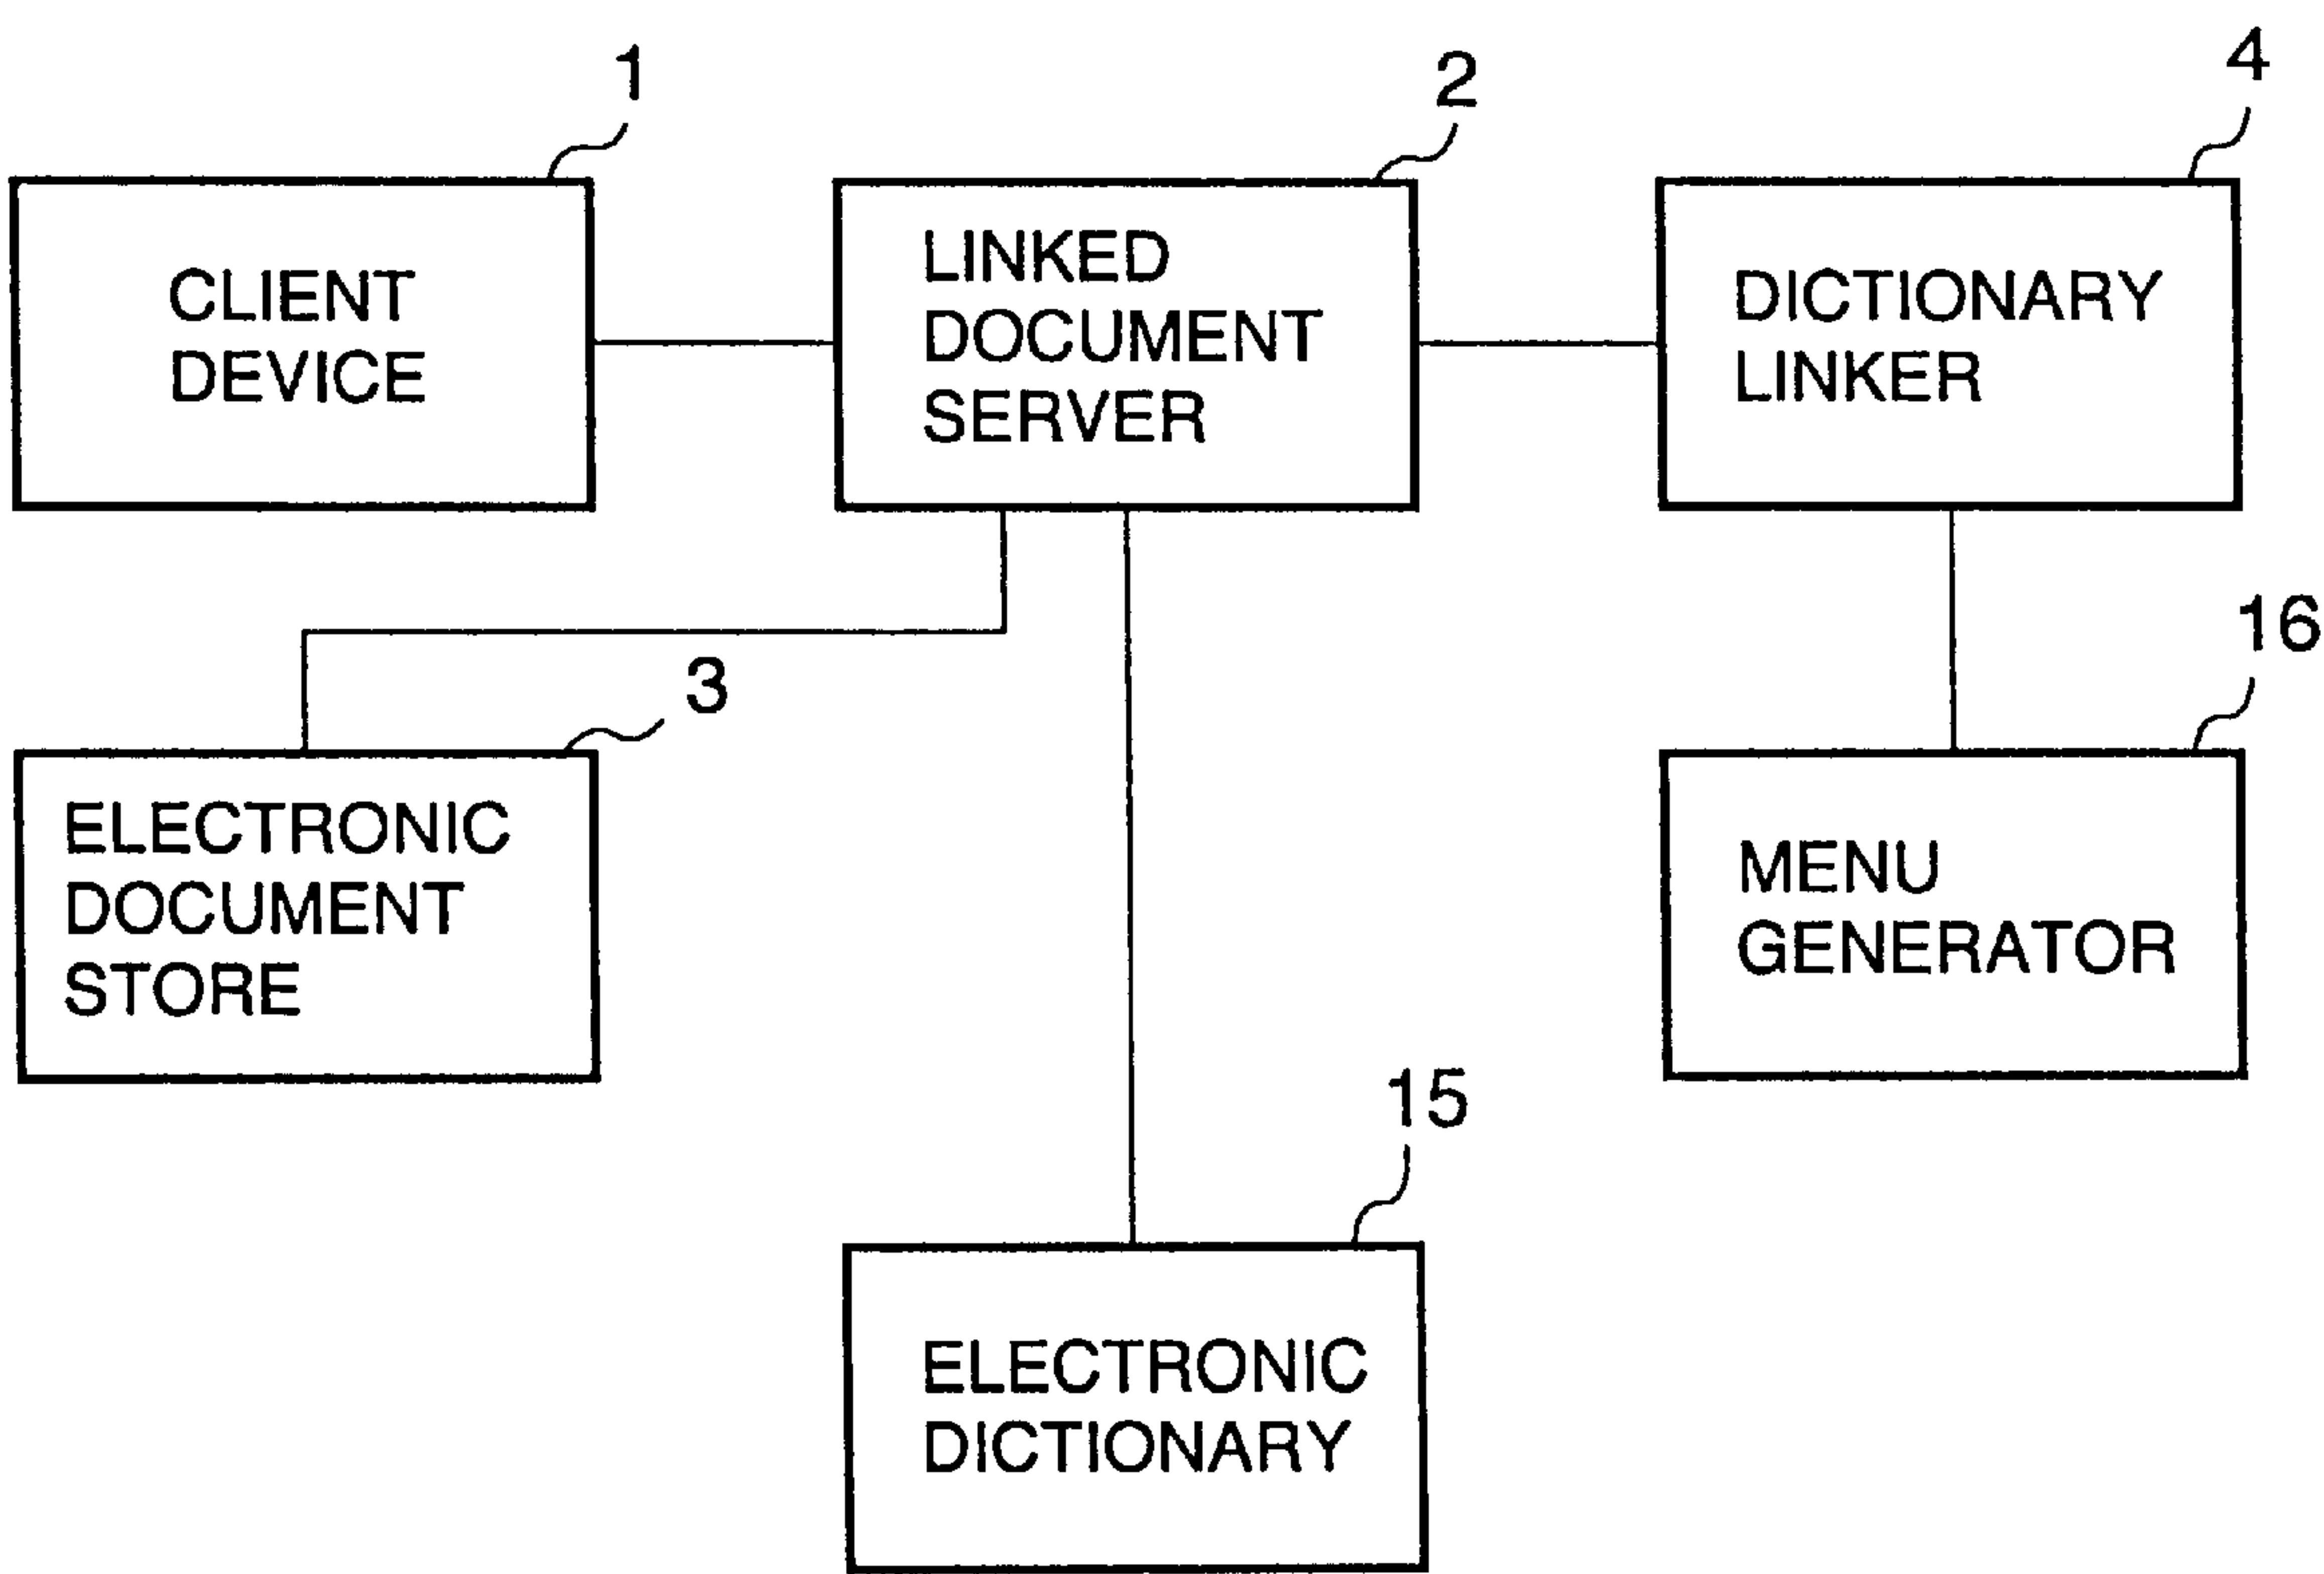 1
2
4
CLIENT
DEVICE
LINKED
DOCUMENT
SERVER
DICTIONARY
LINKER
3
16
ELECTRONIC
DOCUMENT
STORE
MENU
GENERATOR
15
ELECTRONIC
DICTIONARY